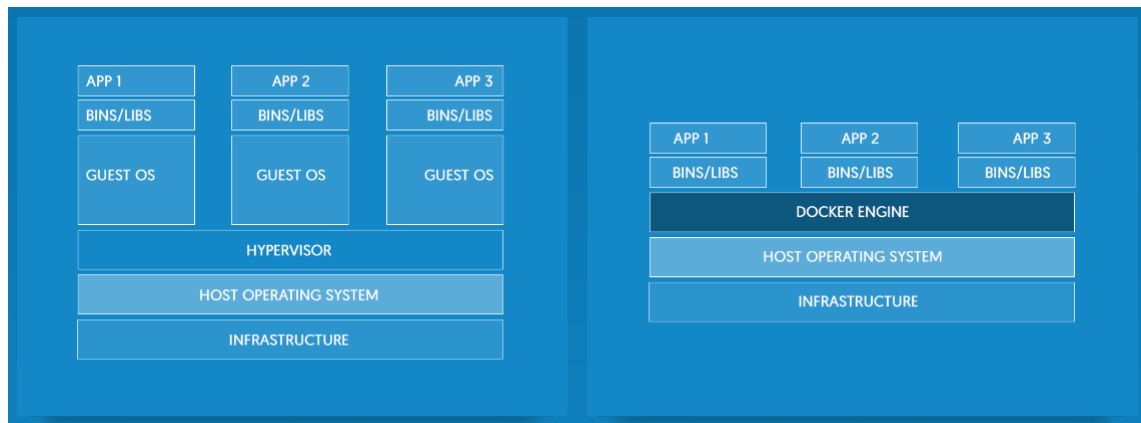 APP 1
APP 2
APP 3
BINS/LIBS
BINS/LIBS
BINS/LIBS
GUEST OS
GUEST OS
GUEST OS
HYPERVISOR
HOST OPERATING SYSTEM
INFRASTRUCTURE
APP 1
APP 2
APP 3
BINS/LIBS
BINS/LIBS
BINS/LIBS
DOCKER ENGINE
HOST OPERATING SYSTEM
INFRASTRUCTURE